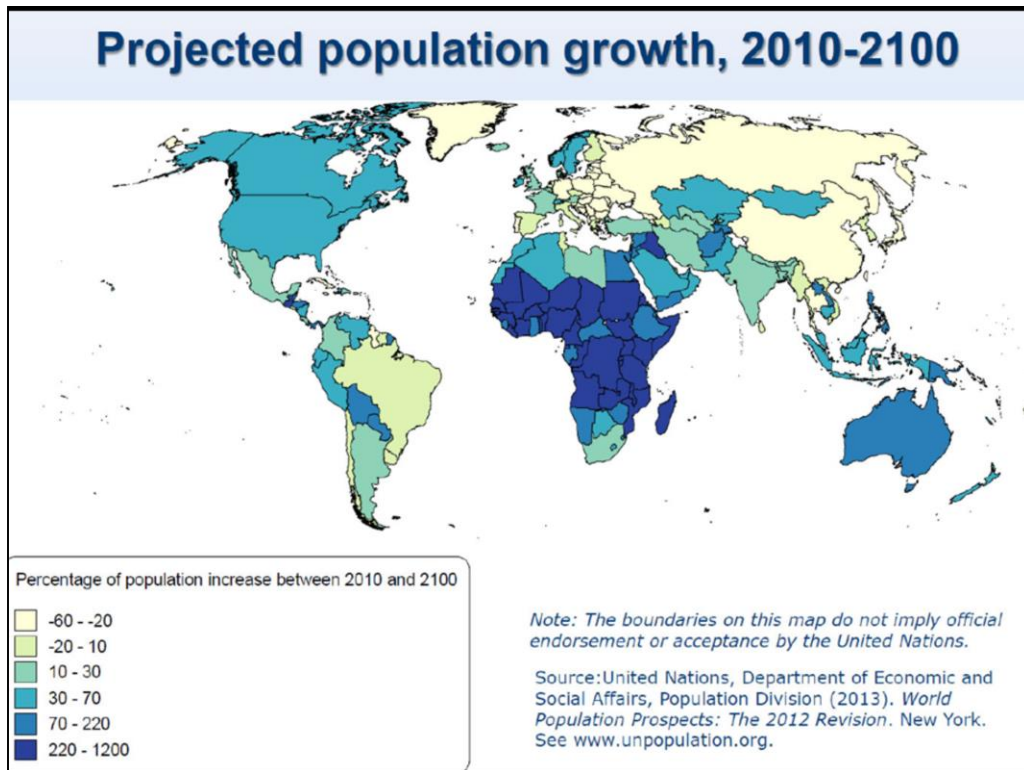 Projected population growth, 2010-2100
Percentage of population increase between 2010 and 2100
-60 - -20
-20 - 10
10 - 30
30 - 70
70 - 220
220 - 1200
Note: The boundaries on this map do not imply official
endorsement or acceptance by the United Nations.
Source:United Nations, Department of Economic and
Social Affairs, Population Division (2013). World
Population Prospects: The 2012 Revision. New York.
See www.unpopulation.org.